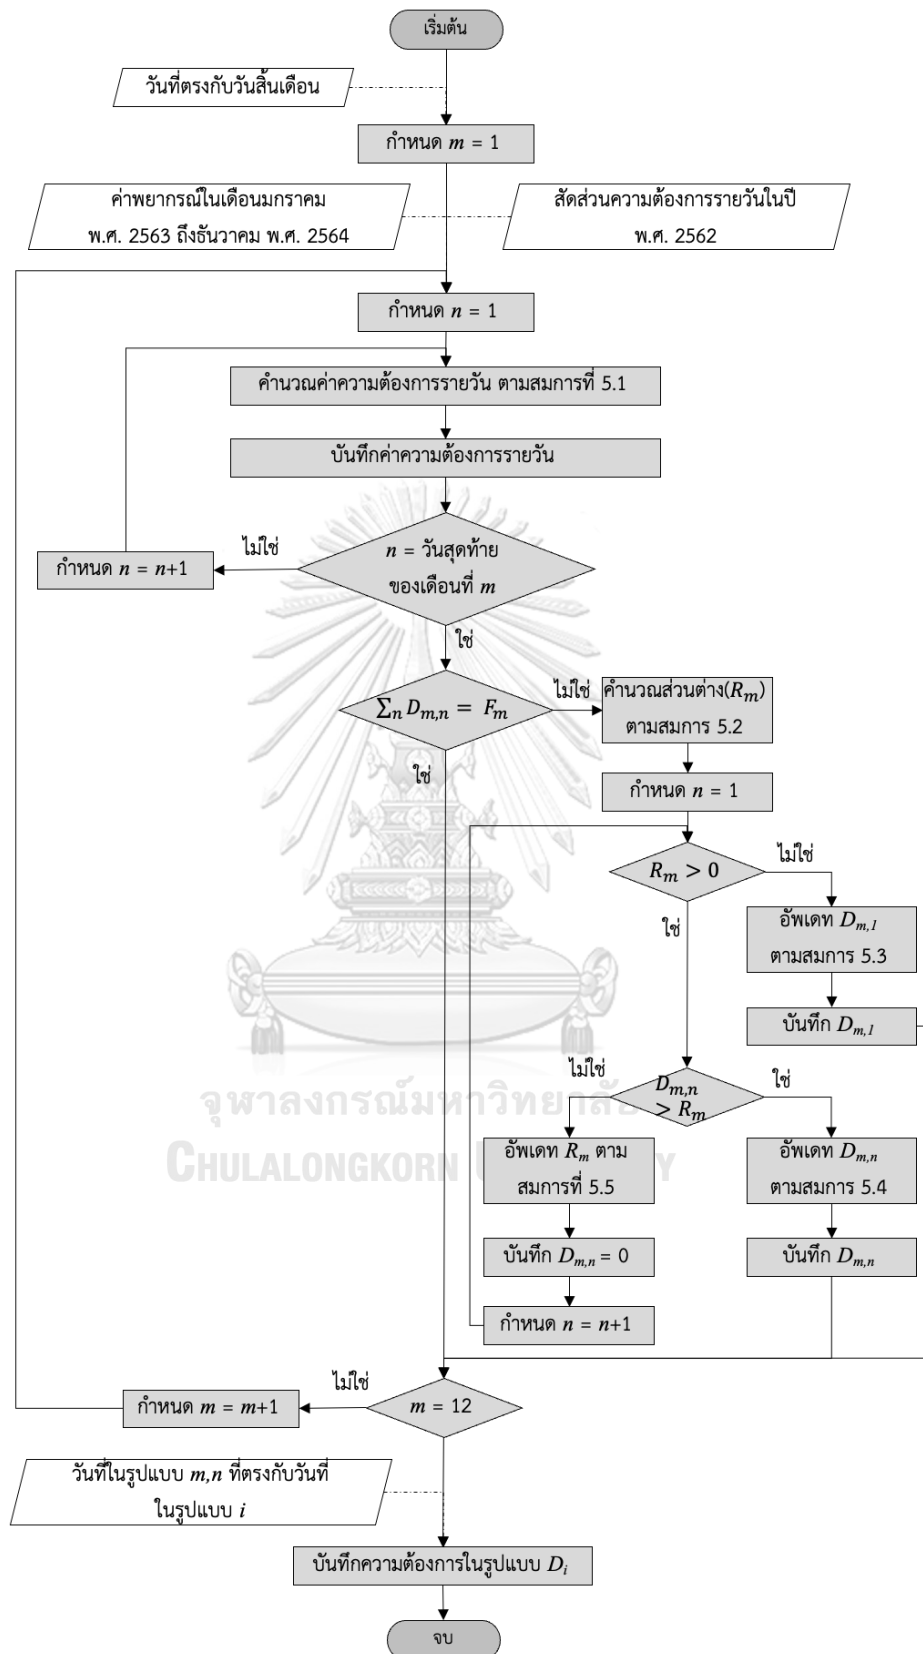 เริ่มต้น
วันที่ตรงกับวันสิ้นเดือน
กำหนด m = 1
ค่าพยากรณ์ในเดือนมกราคม
พ.ศ. 2563 ถึงธันวาคม พ.ศ. 2564
สัดส่วนความต้องการรายวันในปี
พ.ศ. 2562
กำหนด n = 1
คำนวณค่าความต้องการรายวัน ตามสมการที่ 5.1
บันทึกค่าความต้องการรายวัน
n = วันสุดท้าย
ของเดือนที่ m
ไม่ใช่
กำหนด n = n+1
ใช่
∑ₙ Dₘ,ₙ = Fₘ
ไม่ใช่
คำนวณส่วนต่าง(Rₘ)
ตามสมการ 5.2
ใช่
กำหนด n = 1
Rₘ > 0
ไม่ใช่
ใช่
อัพเดท Dₘ,₁
ตามสมการ 5.3
บันทึก Dₘ,₁
Dₘ,ₙ
> Rₘ
ไม่ใช่
ใช่
อัพเดท Rₘ ตาม
สมการที่ 5.5
อัพเดท Dₘ,ₙ
ตามสมการ 5.4
บันทึก Dₘ,ₙ = 0
บันทึก Dₘ,ₙ
กำหนด n = n+1
จุฬาลงกรณ์มหาวิทยาลัย
CHULALONGKORN
m = 12
ไม่ใช่
กำหนด m = m+1
วันที่ในรูปแบบ m,n ที่ตรงกับวันที่
ในรูปแบบ i
บันทึกความต้องการในรูปแบบ Dᵢ
จบ